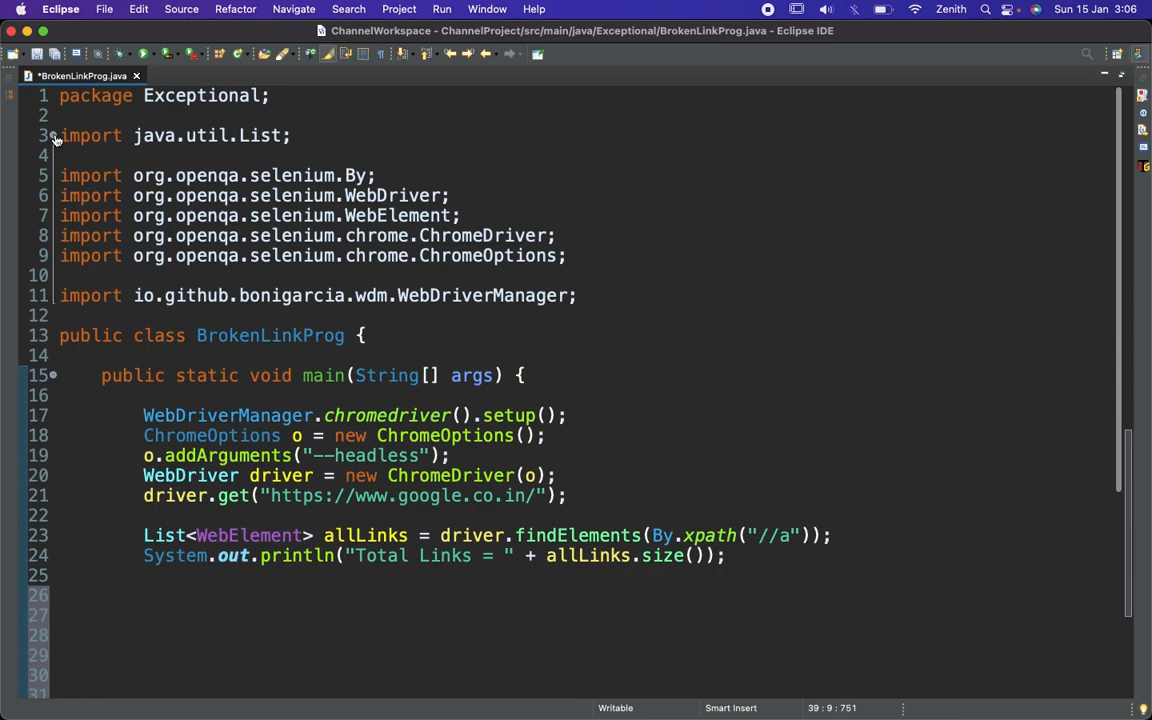 Eclipse File Edit Source Refactor Navigate Search Project Run Window Help Zenith Sun 15 Jan 3:06
ChannelWorkspace - ChannelProject/src/main/java/Exceptional/BrokenLinkProg.java - Eclipse IDE
*BrokenLinkProg.java
1 package Exceptional;
2
3 import java.util.List;
4
5 import org.openqa.selenium.By;
6 import org.openqa.selenium.WebDriver;
7 import org.openqa.selenium.WebElement;
8 import org.openqa.selenium.chrome.ChromeDriver;
9 import org.openqa.selenium.chrome.ChromeOptions;
10
11 import io.github.bonigarcia.wdm.WebDriverManager;
12
13 public class BrokenLinkProg {
14
15 public static void main(String[] args) {
16
17 WebDriverManager.chromedriver().setup();
18 ChromeOptions o = new ChromeOptions();
19 o.addArguments("--headless");
20 WebDriver driver = new ChromeDriver(o);
21 driver.get("https://www.google.co.in/");
22
23 List<WebElement> allLinks = driver.findElements(By.xpath("//a"));
24 System.out.println("Total Links = " + allLinks.size());
25
26
27
28
29
30
31
Writable Smart Insert 39 : 9 : 751